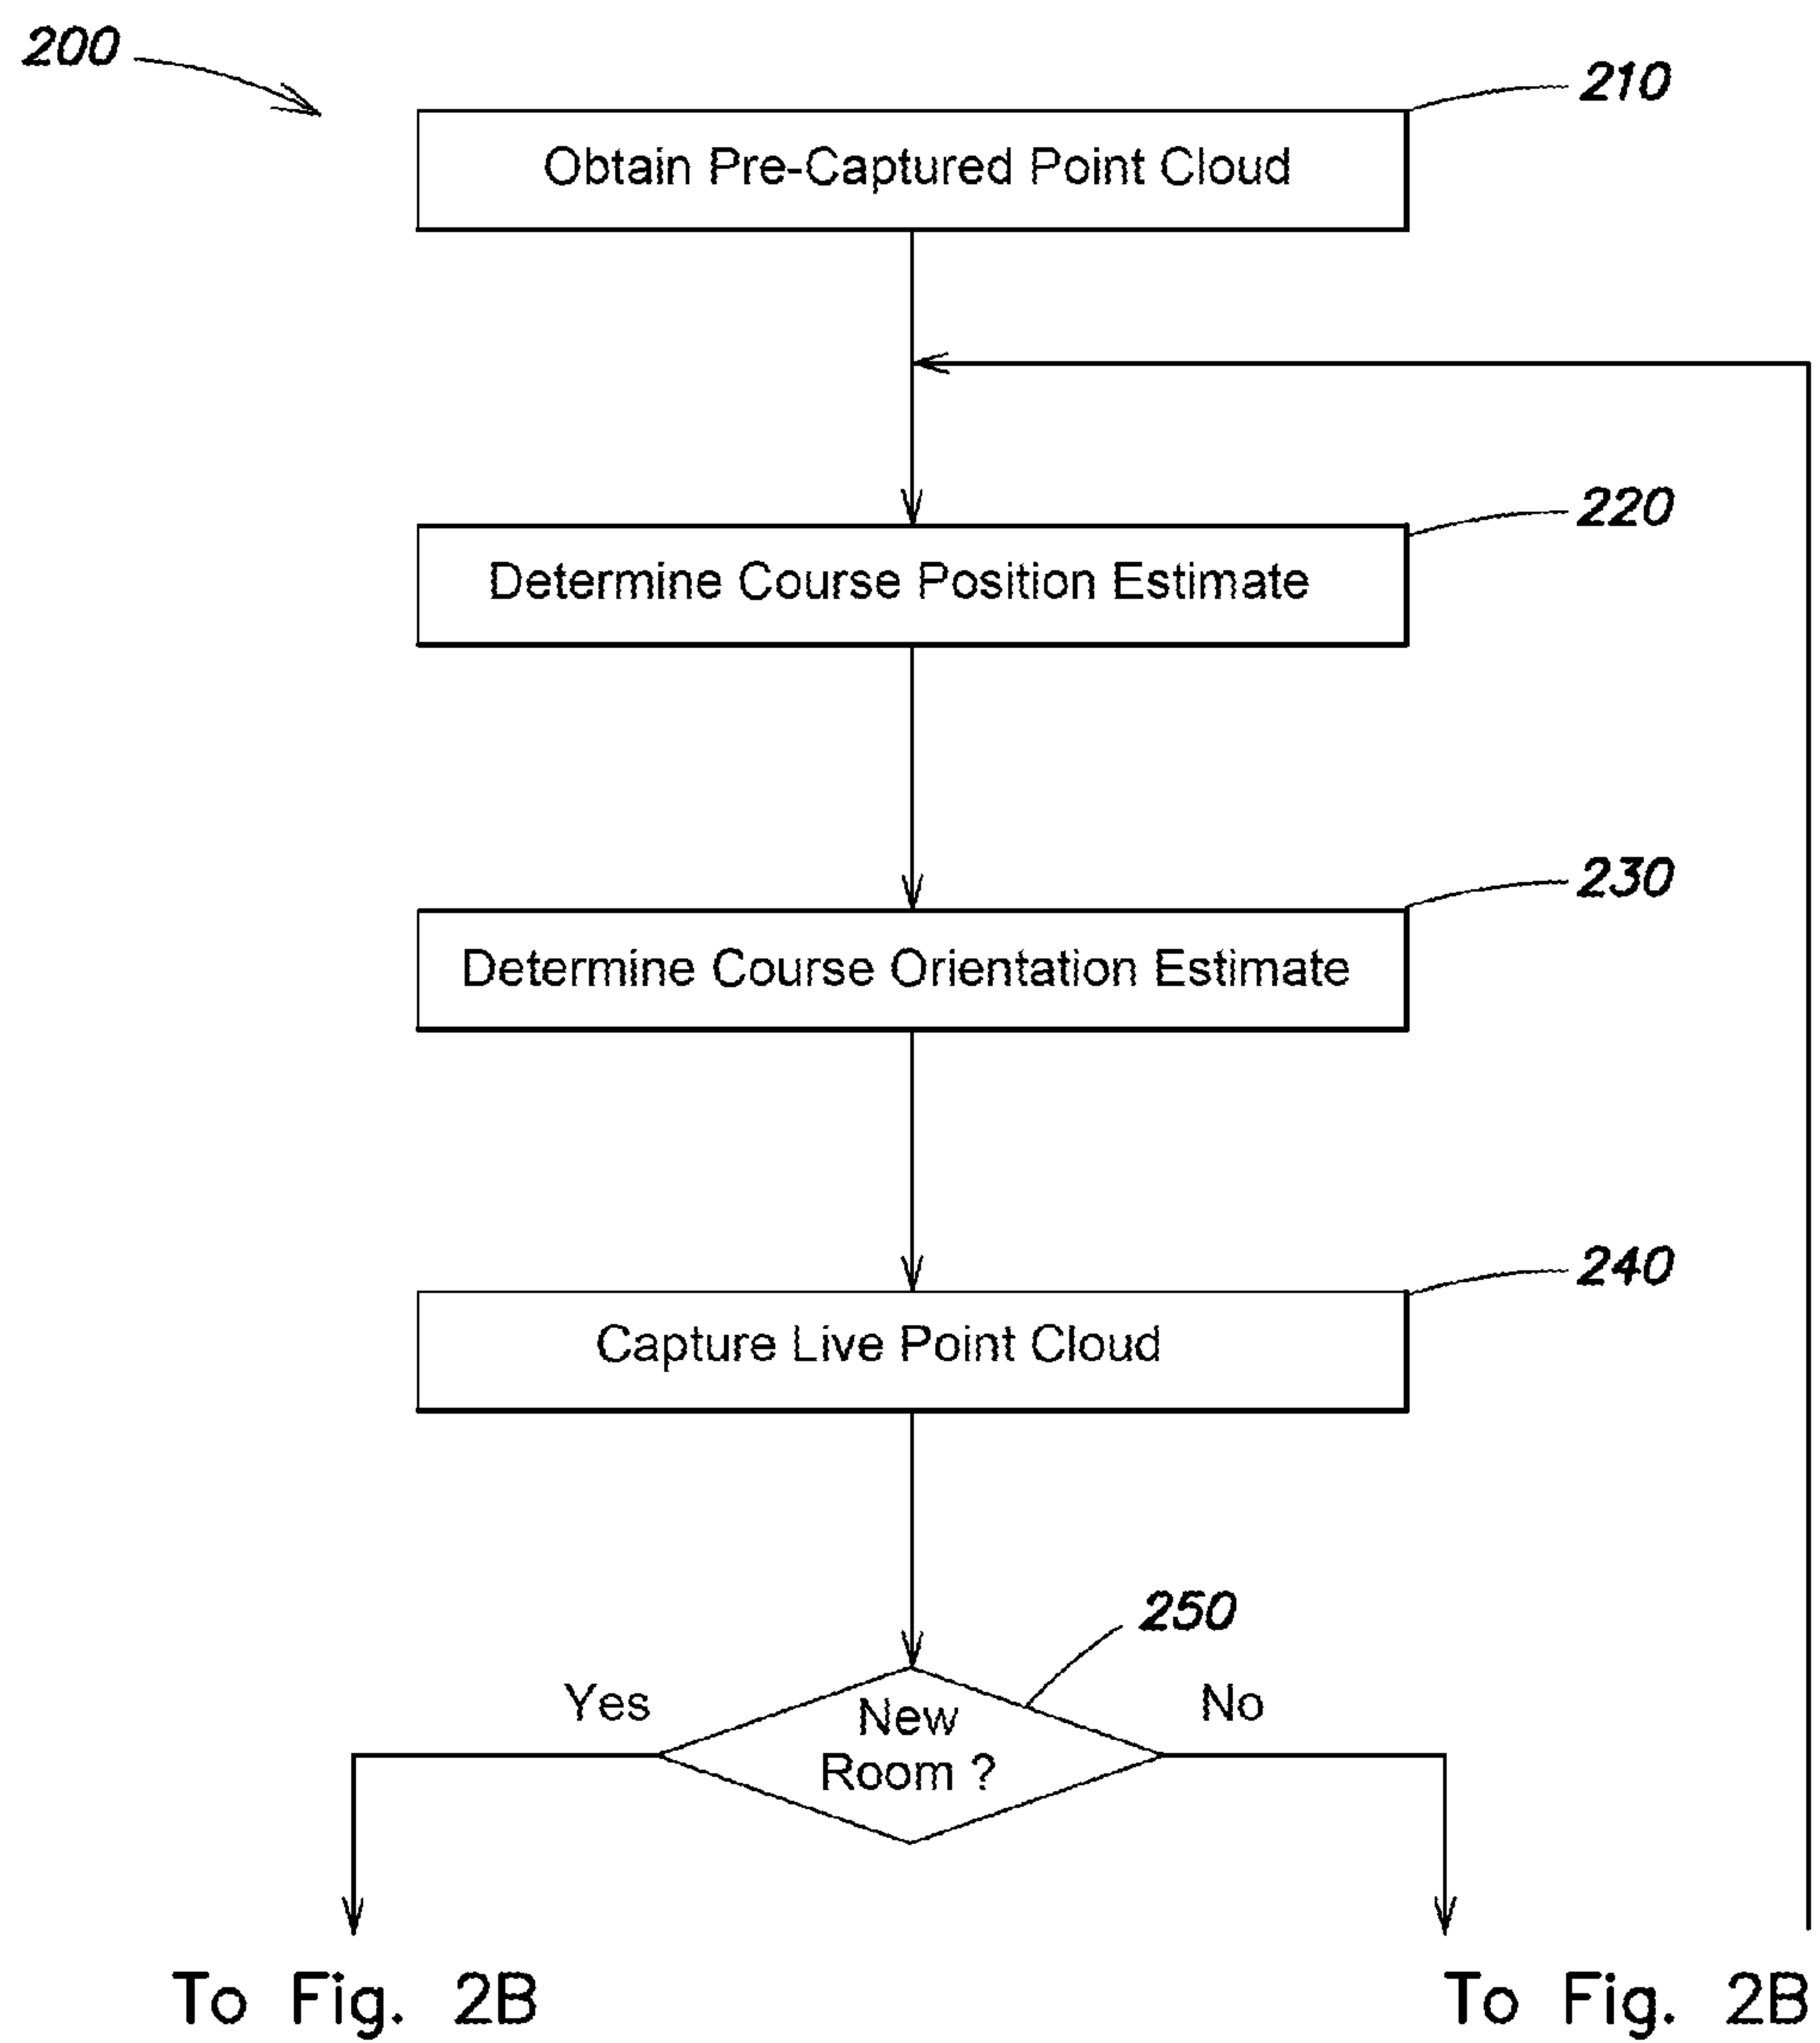 200
210
Obtain Pre-Captured Point Cloud
220
Determine Course Position Estimate
230
Determine Course Orientation Estimate
240
Capture Live Point Cloud
250
Yes
No
New
Room ?
To Fig. 2B
To Fig. 2B